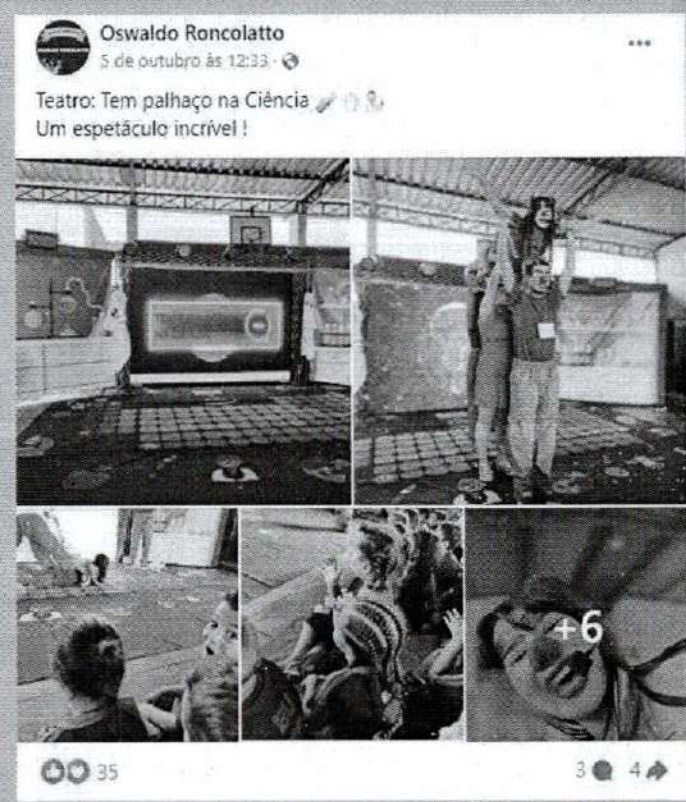 Oswaldo Roncolatto
5 de outubro às 12:33 ·
Teatro: Tem palhaço na Ciência
Um espetáculo incrível !
+6
35
3 4